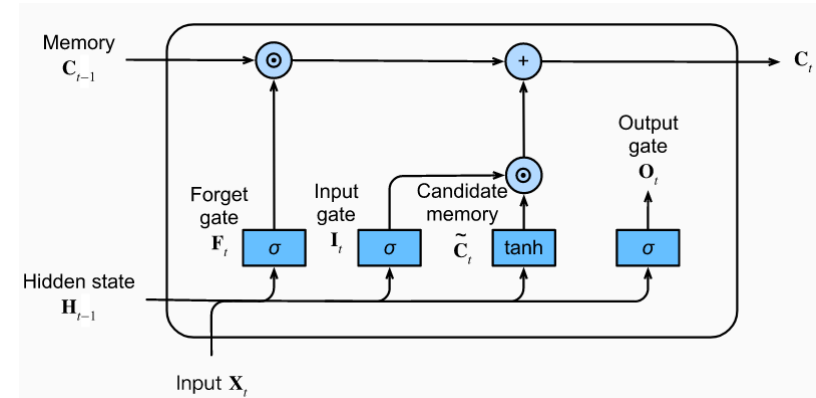 Memory
C_{t−1}
⊙
+
C_t
Output
gate
O_t
⊙
Forget
gate
F_t
Input
gate
I_t
Candidate
memory
C̃_t
σ
σ
tanh
σ
Hidden state
H_{t−1}
Input X_t